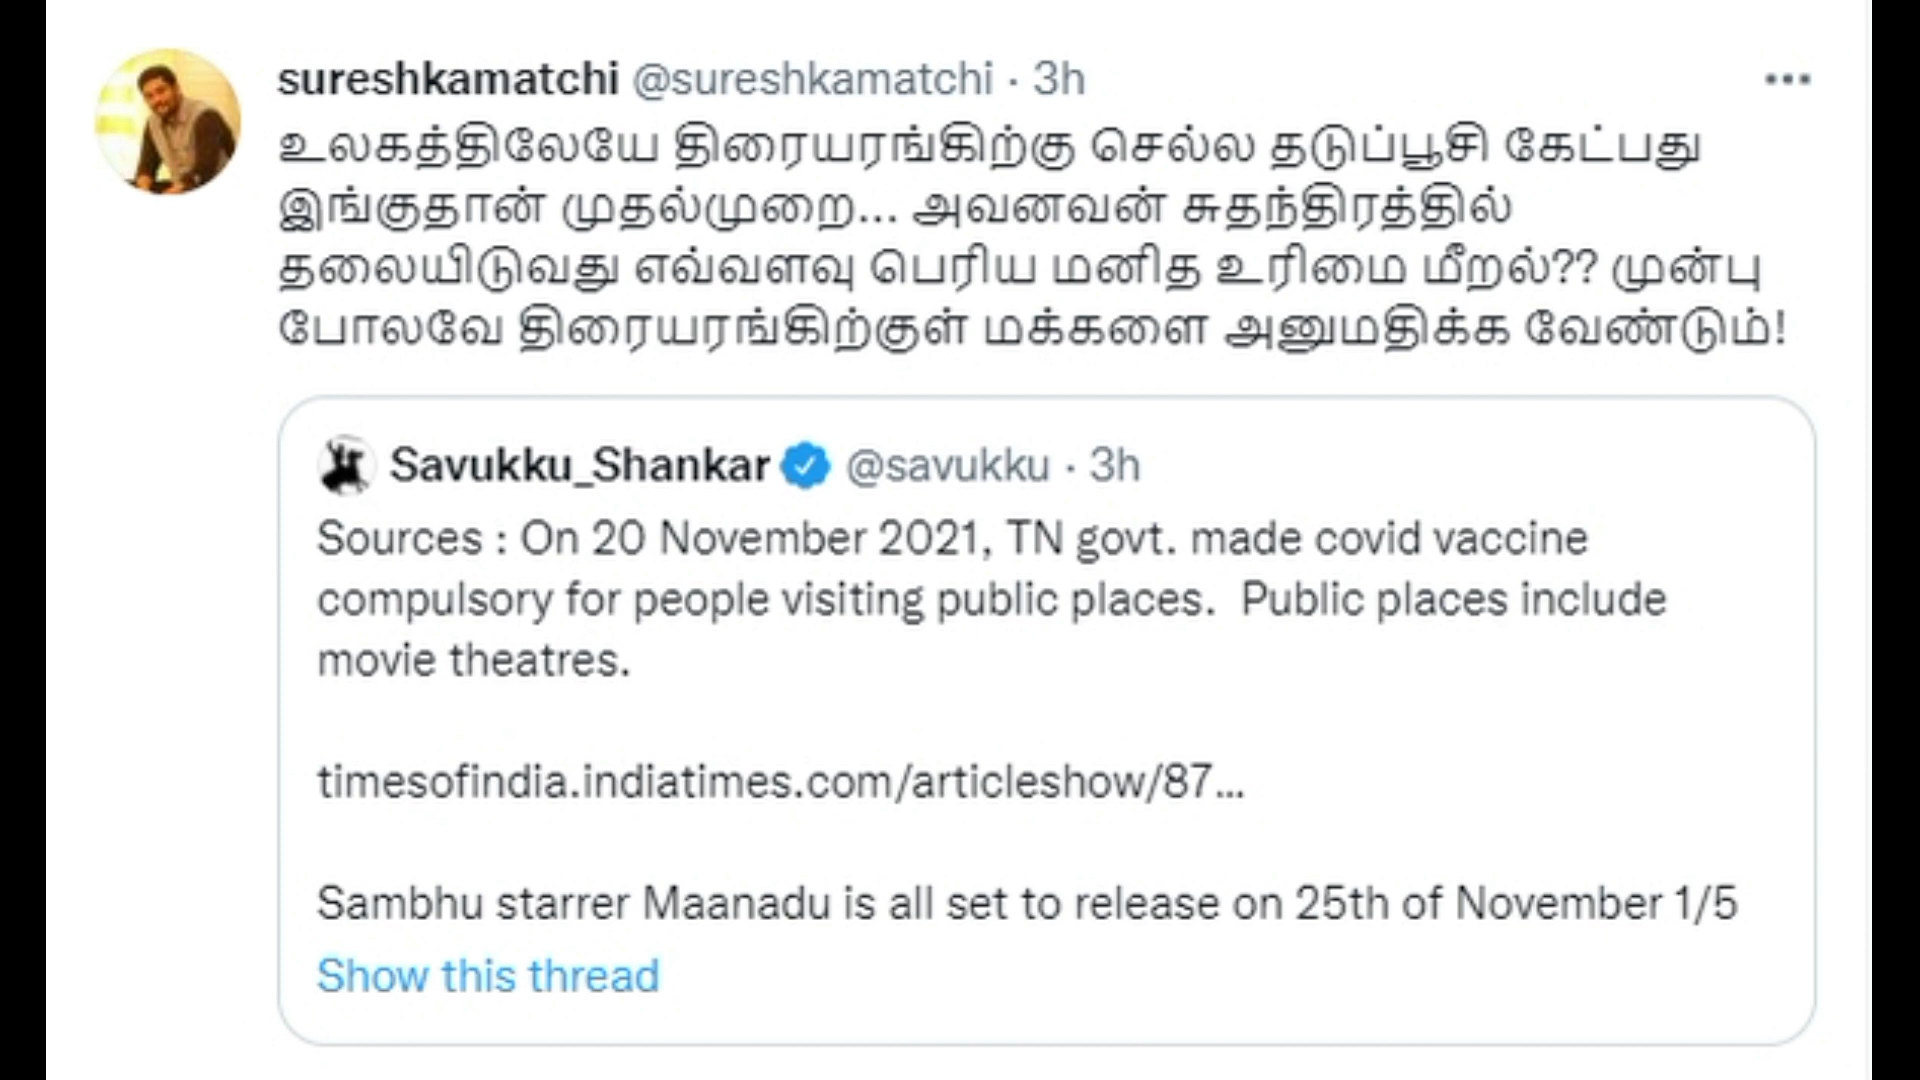 sureshkamatchi @sureshkamatchi · 3h
உலகத்திலேயே திரையரங்கிற்கு செல்ல தடுப்பூசி கேட்பது
இங்குதான் முதல்முறை... அவனவன் சுதந்திரத்தில்
தலையிடுவது எவ்வளவு பெரிய மனித உரிமை மீறல்?? முன்பு
போலவே திரையரங்கிற்குள் மக்களை அனுமதிக்க வேண்டும்!
Savukku_Shankar @savukku · 3h
Sources : On 20 November 2021, TN govt. made covid vaccine
compulsory for people visiting public places.  Public places include
movie theatres.
timesofindia.indiatimes.com/articleshow/87...
Sambhu starrer Maanadu is all set to release on 25th of November 1/5
Show this thread